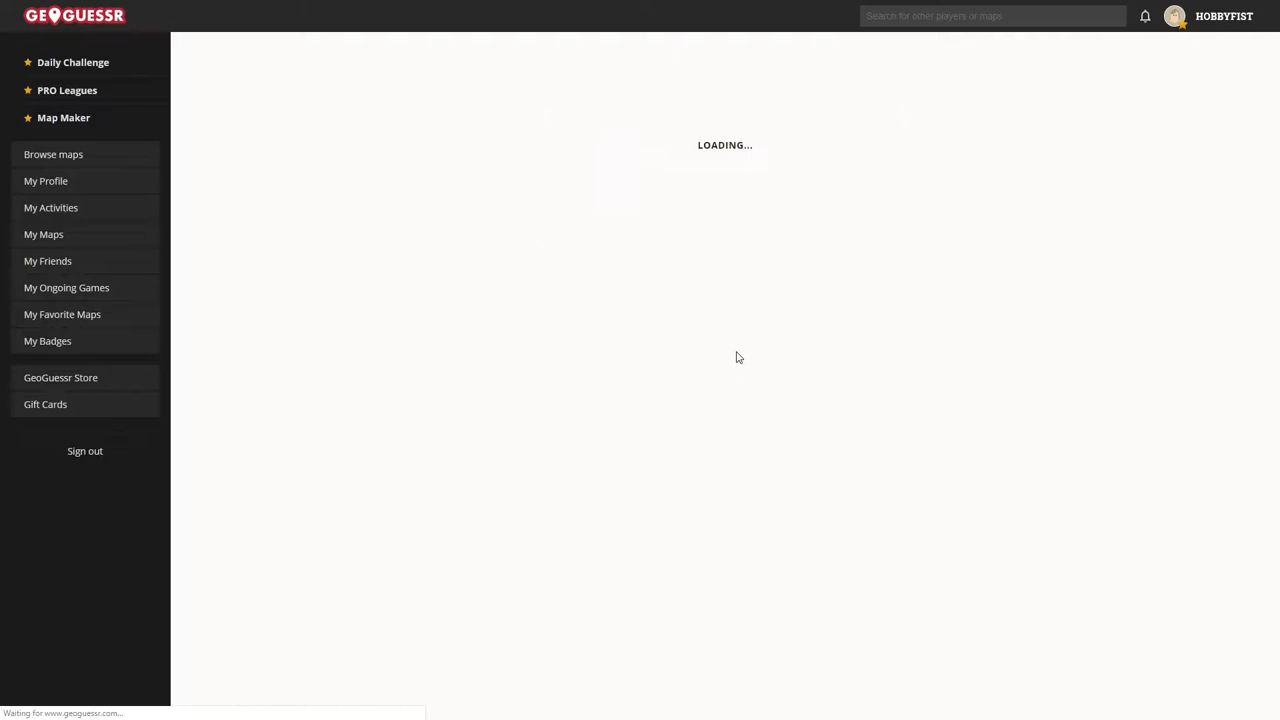 GEOGUESSR
Search for other players or maps
HOBBYFIST
Daily Challenge
PRO Leagues
Map Maker
Browse maps
My Profile
My Activities
My Maps
My Friends
My Ongoing Games
My Favorite Maps
My Badges
GeoGuessr Store
Gift Cards
Sign out
LOADING...
Waiting for www.geoguessr.com...